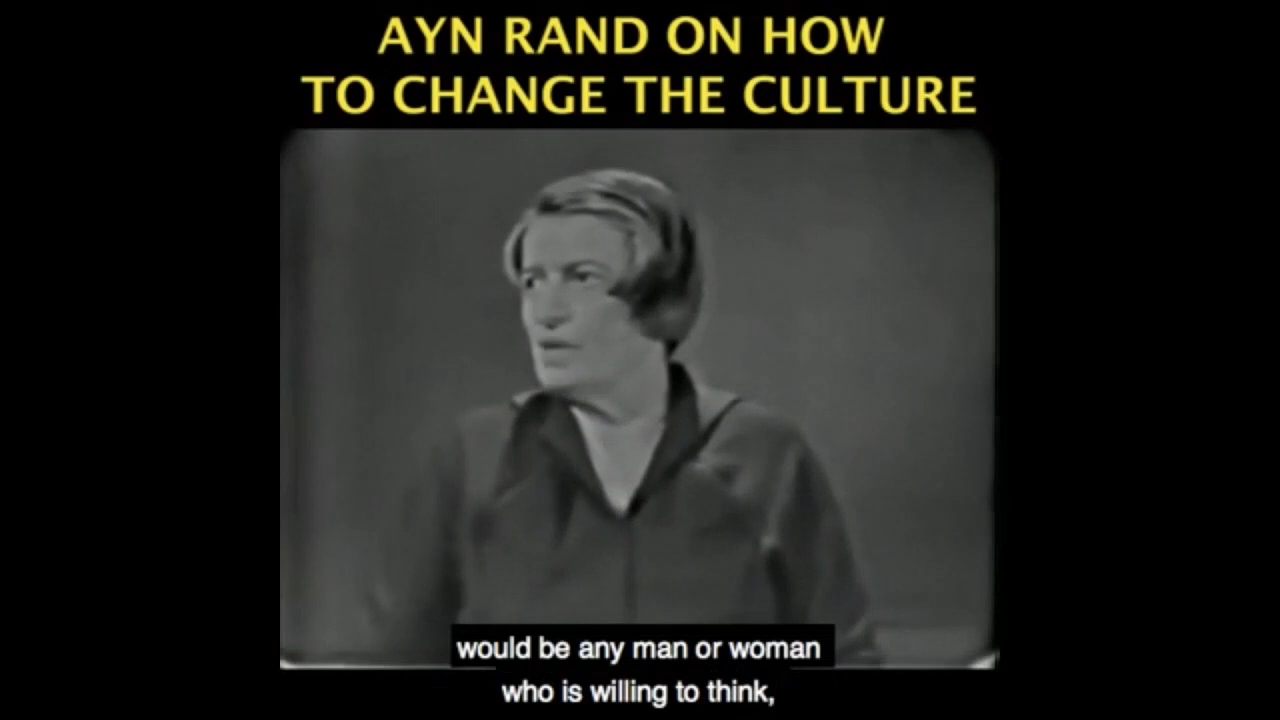 AYN RAND ON HOW
TO CHANGE THE CULTURE
would be any man or woman
who is willing to think,